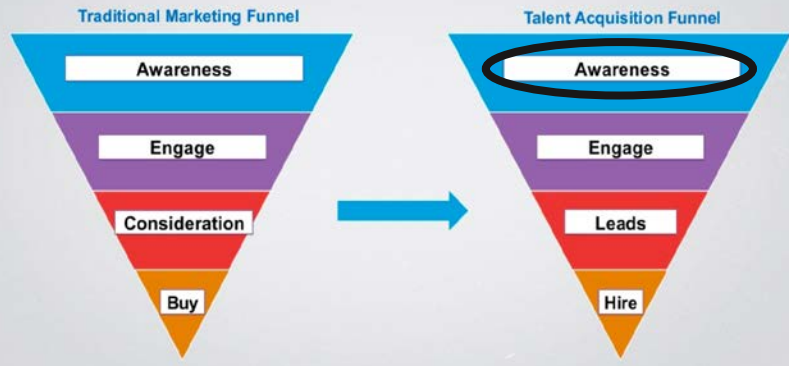 Traditional Marketing Funnel
Awareness
Engage
Consideration
Buy
Talent Acquisition Funnel
Awareness
Engage
Leads
Hire